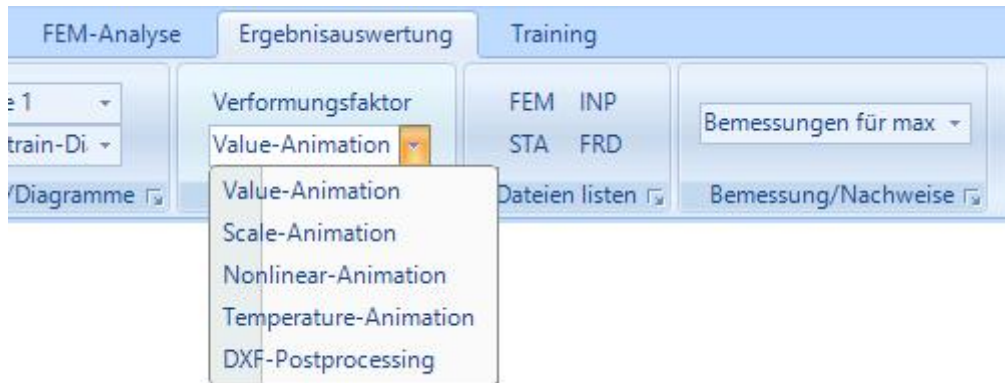 FEM-Analyse Ergebnisauswertung Training
e 1
Verformungsfaktor
FEM INP
train-Di
Value-Animation
STA FRD
Bemessungen für max
/Diagramme
Dateien listen
Bemessung/Nachweise
Value-Animation
Scale-Animation
Nonlinear-Animation
Temperature-Animation
DXF-Postprocessing